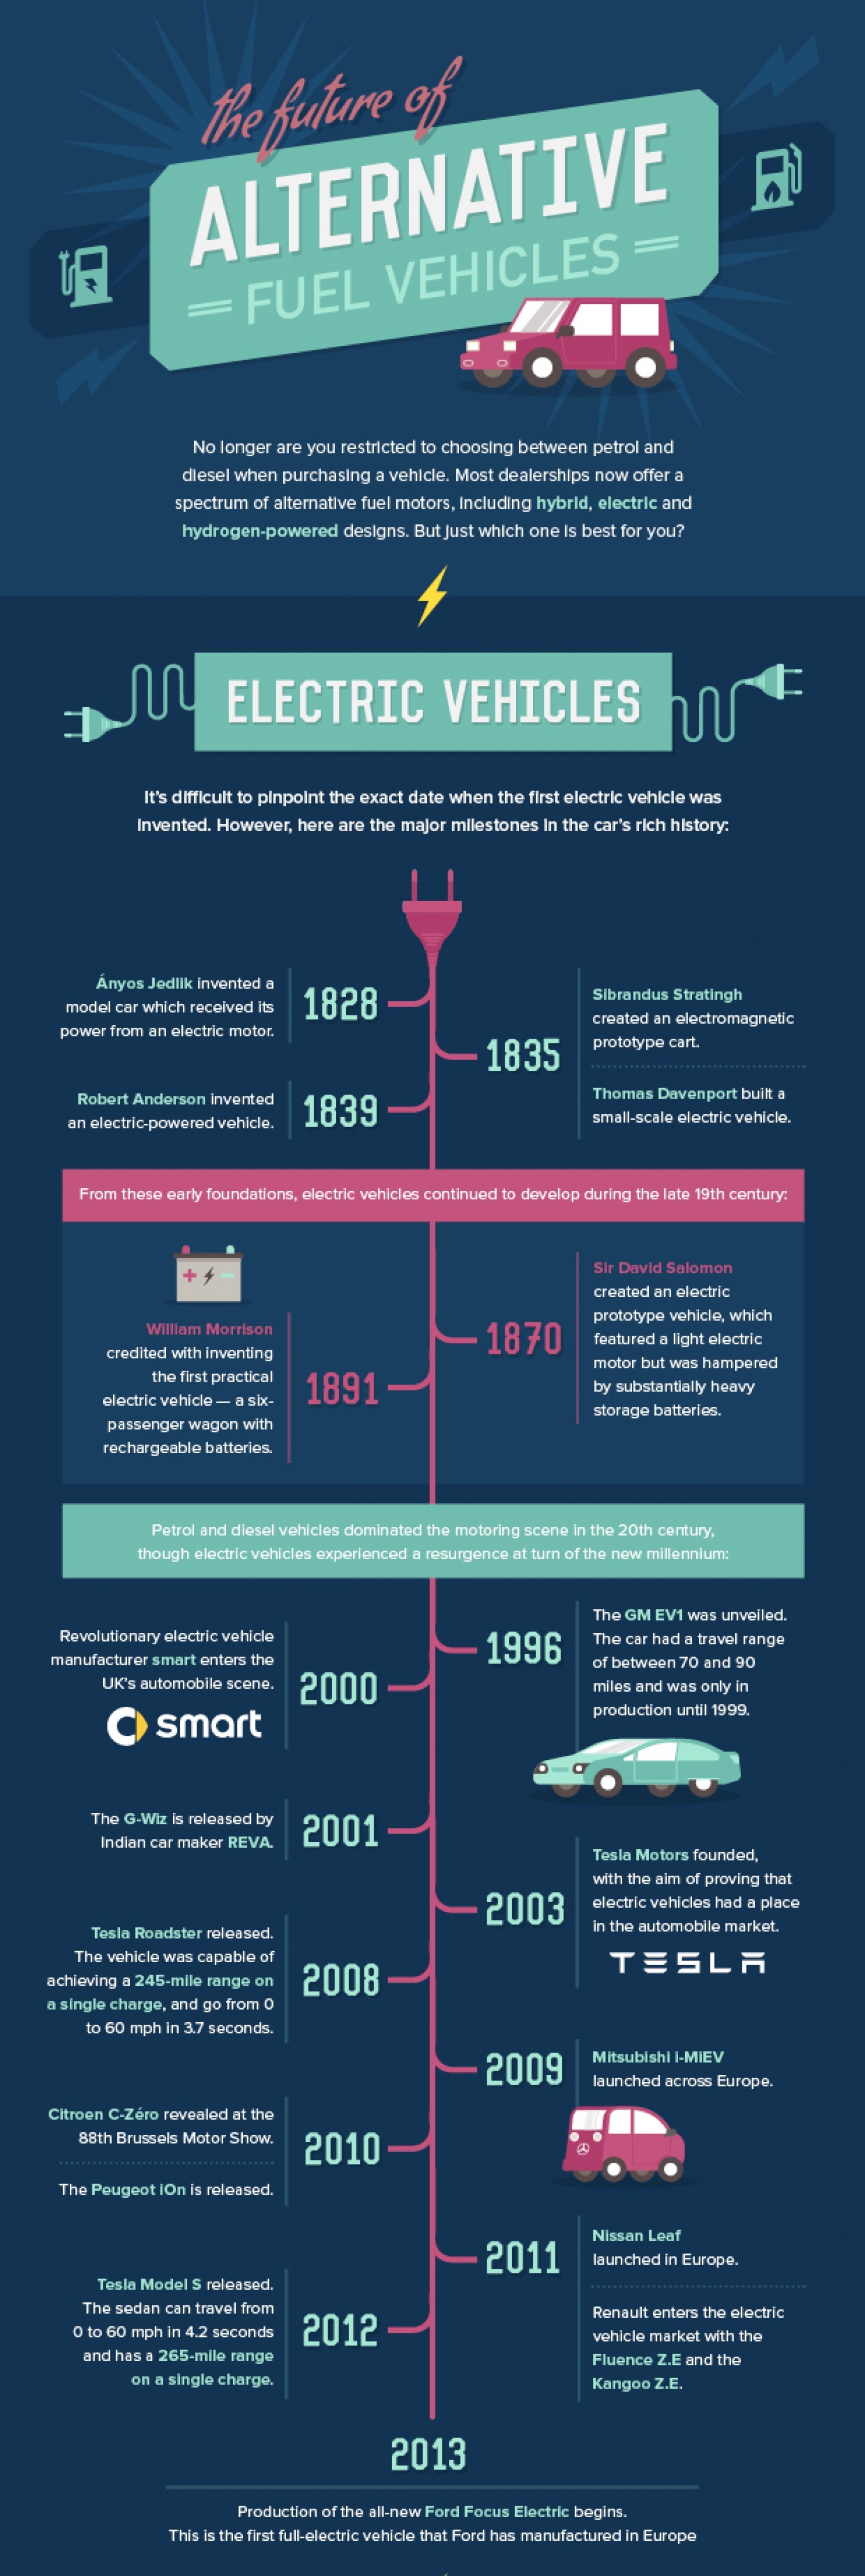 the future of
ALTERNATIVE
FUEL VEHICLES
No longer are you restricted to choosing between petrol and
diesel when purchasing a vehicle. Most dealerships now offer a
spectrum of alternative fuel motors, including hybrid, electric and
hydrogen-powered designs. But just which one is best for you?
ELECTRIC VEHICLES
It's difficult to pinpoint the exact date when the first electric vehicle was
invented. However, here are the major milestones in the car's rich history:
1828
Ányos Jedlik invented a
model car which received its
power from an electric motor.
1835
Sibrandus Stratingh
created an electromagnetic
prototype cart.
Thomas Davenport built a
small-scale electric vehicle.
1839
Robert Anderson invented
an electric-powered vehicle.
From these early foundations, electric vehicles continued to develop during the late 19th century:
1870
Sir David Salomon
created an electric
prototype vehicle, which
featured a light electric
motor but was hampered
by substantially heavy
storage batteries.
1891
William Morrison
credited with inventing
the first practical
electric vehicle — a six-
passenger wagon with
rechargeable batteries.
Petrol and diesel vehicles dominated the motoring scene in the 20th century,
though electric vehicles experienced a resurgence at turn of the new millennium:
1996
The GM EV1 was unveiled.
The car had a travel range
of between 70 and 90
miles and was only in
production until 1999.
2000
Revolutionary electric vehicle
manufacturer smart enters the
UK's automobile scene.
smart
2001
The G-Wiz is released by
Indian car maker REVA.
2003
Tesla Motors founded,
with the aim of proving that
electric vehicles had a place
in the automobile market.
TESLA
2008
Tesla Roadster released.
The vehicle was capable of
achieving a 245-mile range on
a single charge, and go from 0
to 60 mph in 3.7 seconds.
2009
Mitsubishi i-MiEV
launched across Europe.
2010
Citroen C-Zéro revealed at the
88th Brussels Motor Show.
The Peugeot iOn is released.
2011
Nissan Leaf
launched in Europe.
Renault enters the electric
vehicle market with the
Fluence Z.E and the
Kangoo Z.E.
2012
Tesla Model S released.
The sedan can travel from
0 to 60 mph in 4.2 seconds
and has a 265-mile range
on a single charge.
2013
Production of the all-new Ford Focus Electric begins.
This is the first full-electric vehicle that Ford has manufactured in Europe